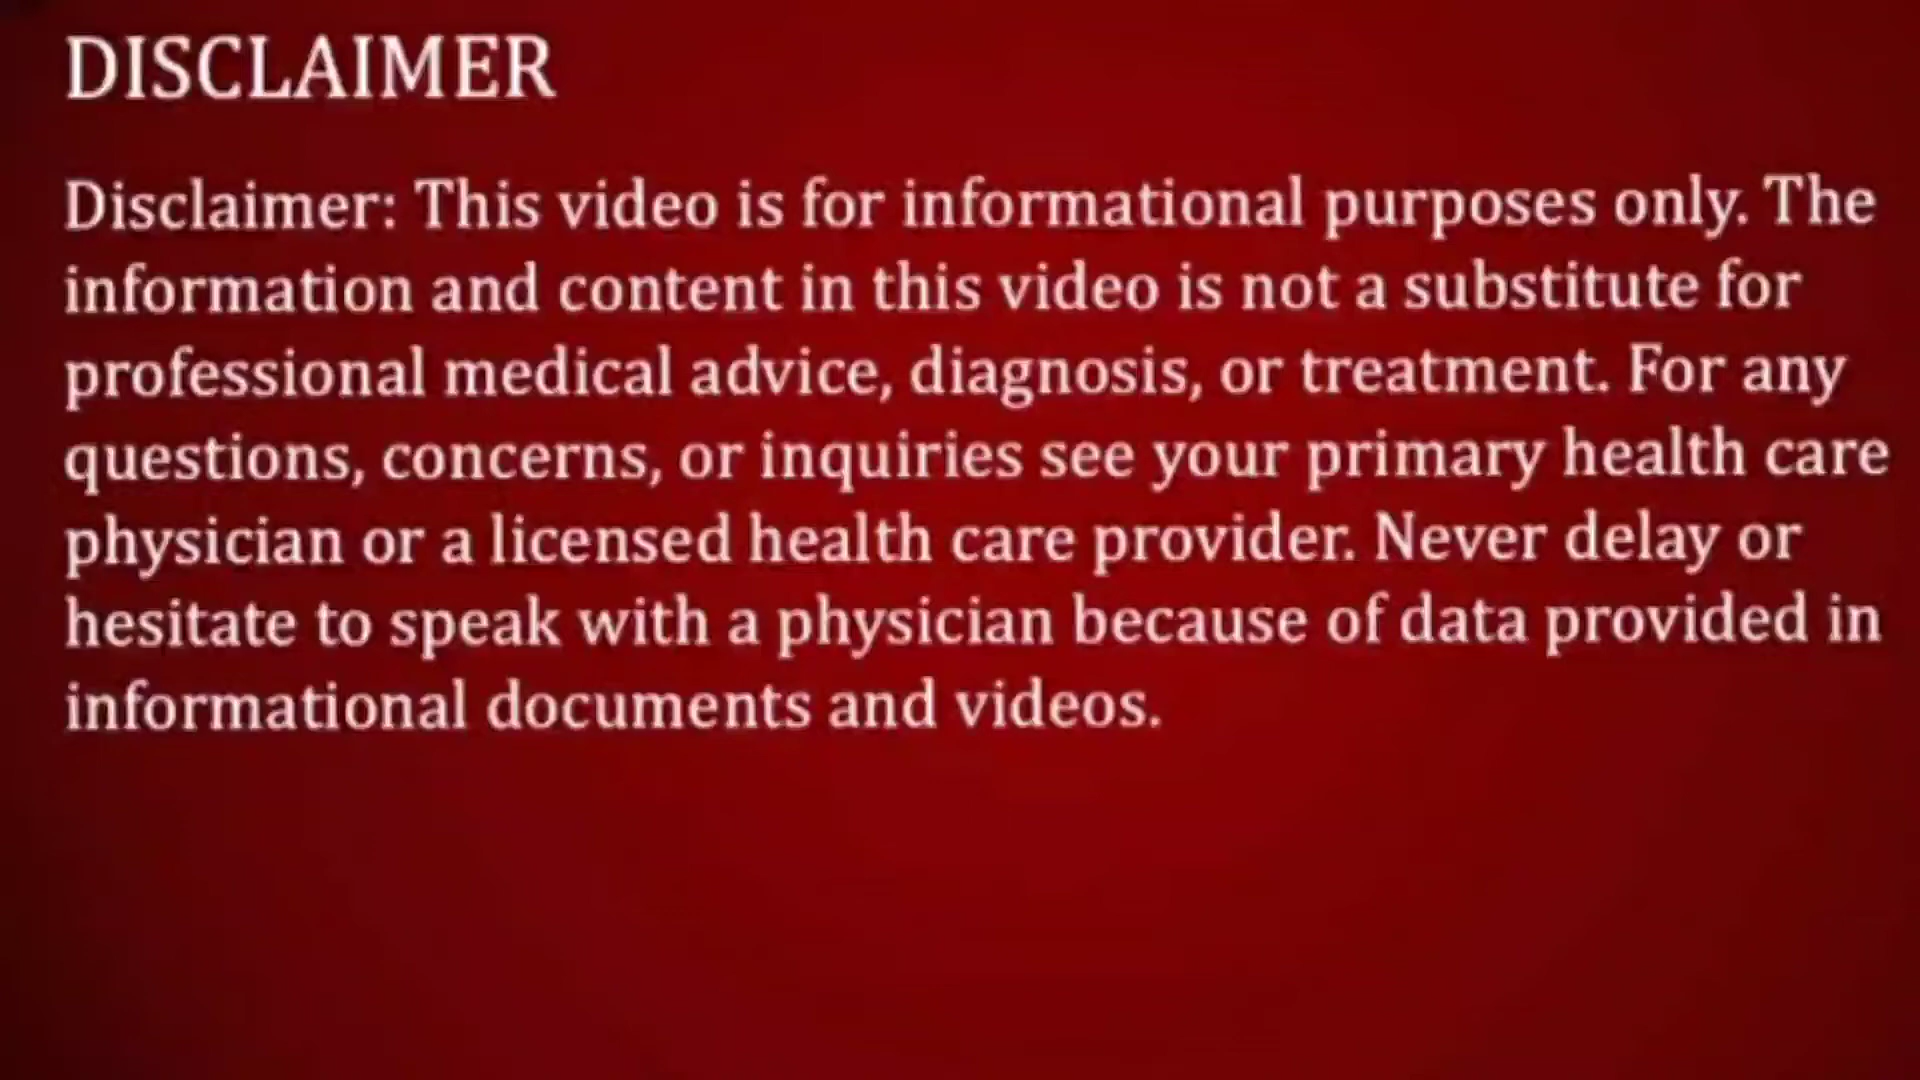 DISCLAIMER
Disclaimer: This video is for informational purposes only. The
information and content in this video is not a substitute for
professional medical advice, diagnosis, or treatment. For any
questions, concerns, or inquiries see your primary health care
physician or a licensed health care provider. Never delay or
hesitate to speak with a physician because of data provided in
informational documents and videos.